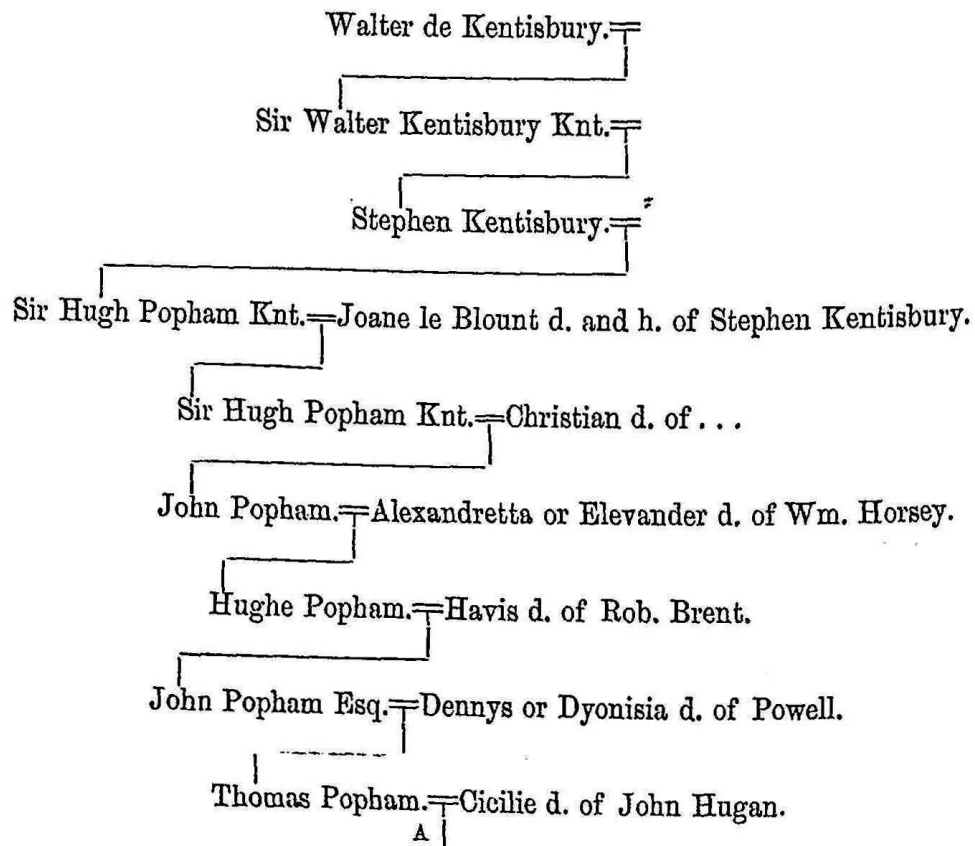 Walter de Kentisbury.
Sir Walter Kentisbury Knt.
Stephen Kentisbury.
Sir Hugh Popham Knt.=Joane le Blount d. and h. of Stephen Kentisbury.
Sir Hugh Popham Knt.=Christian d. of . . .
John Popham.=Alexandretta or Elevander d. of Wm. Horsey.
Hughe Popham.=Havis d. of Rob. Brent.
John Popham Esq.=Dennys or Dyonisia d. of Powell.
Thomas Popham.=Cicilie d. of John Hugan.
A